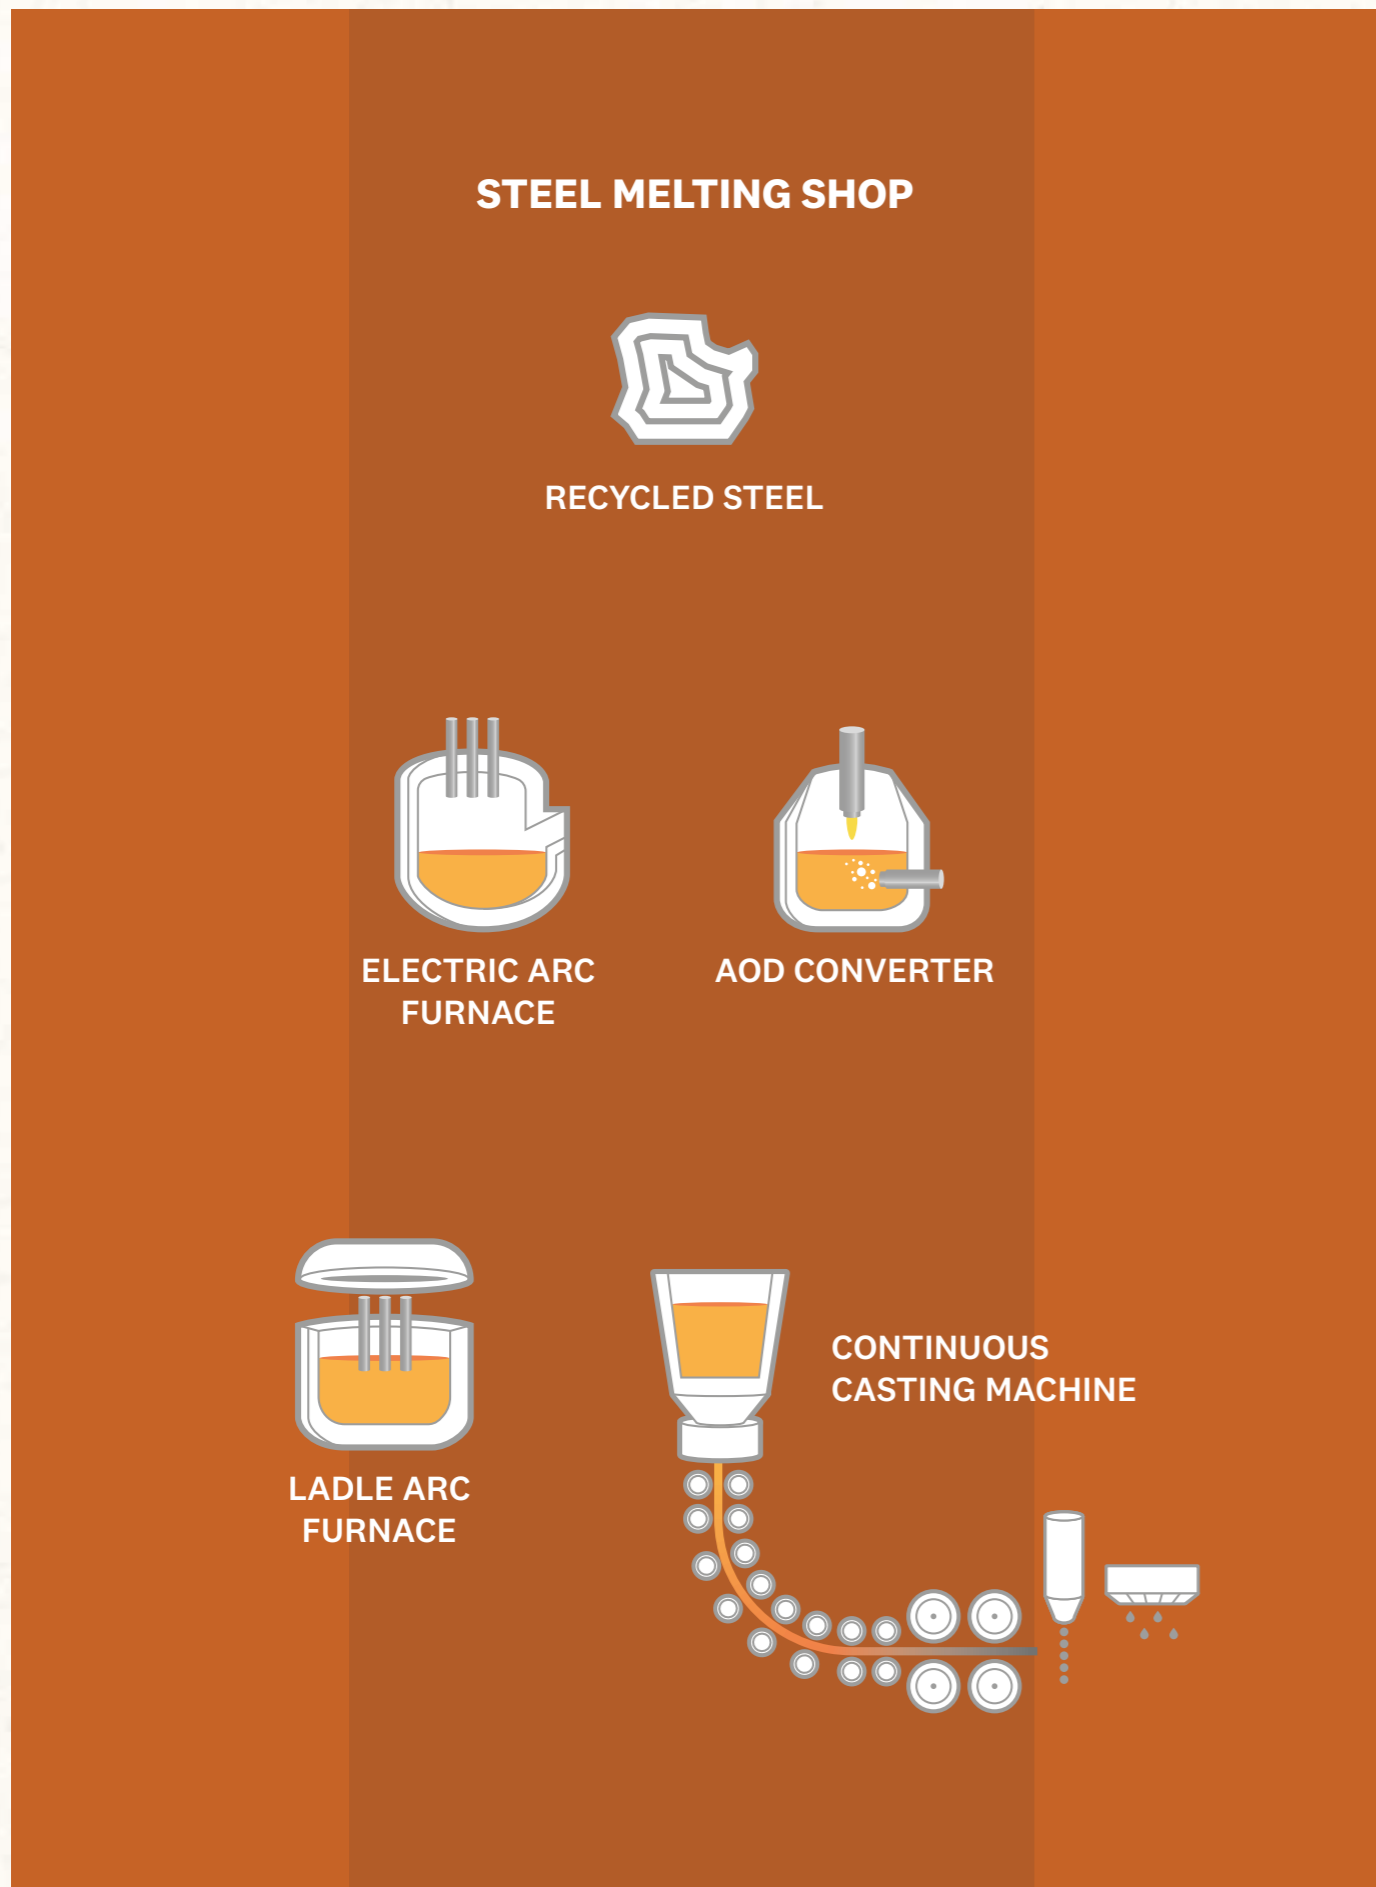 STEEL MELTING SHOP
RECYCLED STEEL
ELECTRIC ARC
FURNACE
AOD CONVERTER
LADLE ARC
FURNACE
CONTINUOUS
CASTING MACHINE